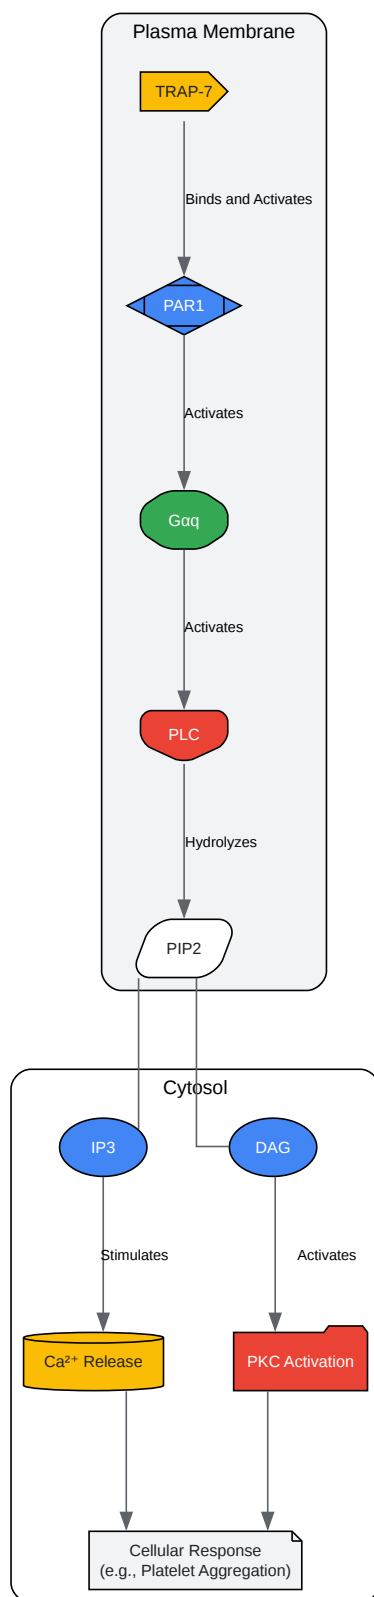 Plasma Membrane
TRAP-7
Binds and Activates
PAR1
Activates
Gαq
Activates
PLC
Hydrolyzes
PIP2
Cytosol
IP3
DAG
Stimulates
Activates
Ca²⁺ Release
PKC Activation
Cellular Response
(e.g., Platelet Aggregation)